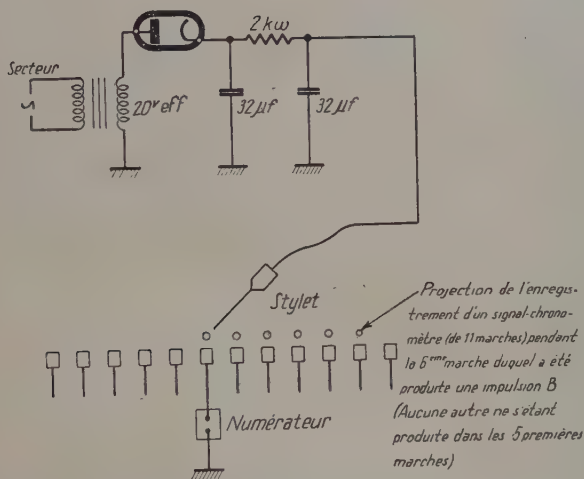 2 kw
Secteur
20ᵛ eff
32 µf
32 µf
Stylet
Projection de l'enregis-
trement d'un signal-chrono-
mètre (de 11 marches) pendant
la 6ᵉᵐᵉ marche duquel a été
produite une impulsion B
(Aucune autre ne s'étant
produite dans les 5 premières
marches)
Numérateur